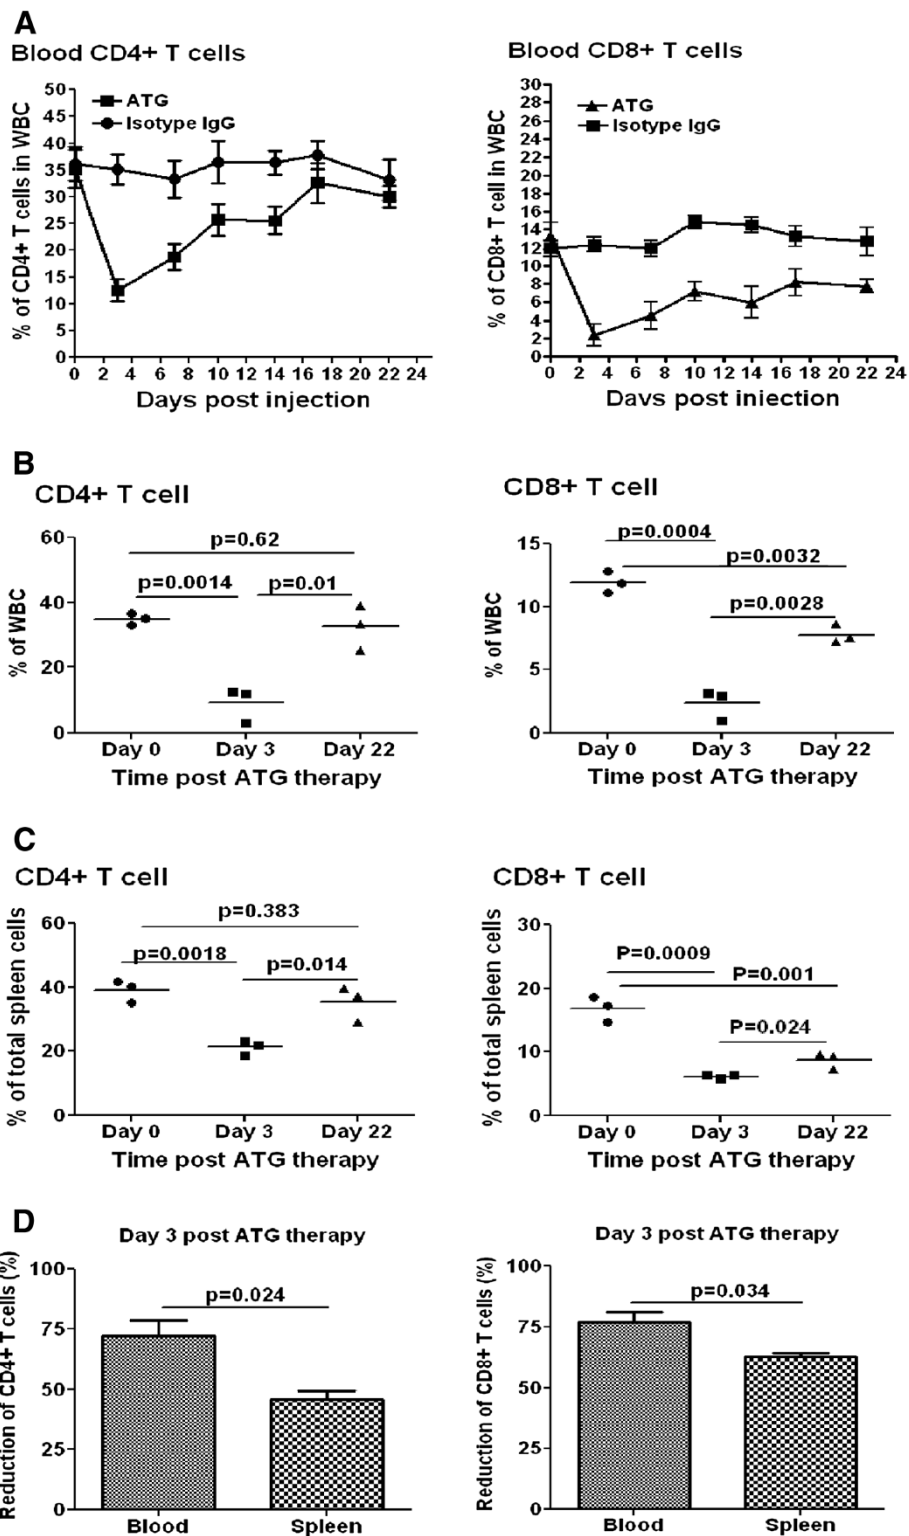 A
Blood CD4+ T cells
Blood CD8+ T cells
% of CD4+ T cells in WBC
50
45
40
35
30
25
20
15
10
5
0
ATG
Isotype IgG
0 2 4 6 8 10 12 14 16 18 20 22 24
Days post injection
% of CD8+ T cell in WBC
30
28
26
24
22
20
18
16
14
12
10
8
6
4
2
0
ATG
Isotype IgG
0 2 4 6 8 10 12 14 16 18 20 22 24
Days post injection
B
CD4+ T cell
% of WBC
60
40
20
0
p=0.62
p=0.0014
p=0.01
Day 0 Day 3 Day 22
Time post ATG therapy
CD8+ T cell
% of WBC
15
10
5
0
p=0.0004
p=0.0032
p=0.0028
Day 0 Day 3 Day 22
Time post ATG therapy
C
CD4+ T cell
% of total spleen cells
60
40
20
0
p=0.383
p=0.0018
p=0.014
Day 0 Day 3 Day 22
Time post ATG therapy
CD8+ T cell
% of total spleen cells
30
20
10
0
P=0.0009
P=0.001
P=0.024
Day 0 Day 3 Day 22
Time post ATG therapy
D
Day 3 post ATG therapy
Reduction of CD4+ T cells (%)
100
75
50
25
0
p=0.024
Blood Spleen
Day 3 post ATG therapy
Reduction of CD8+ T cells (%)
100
75
50
25
0
p=0.034
Blood Spleen